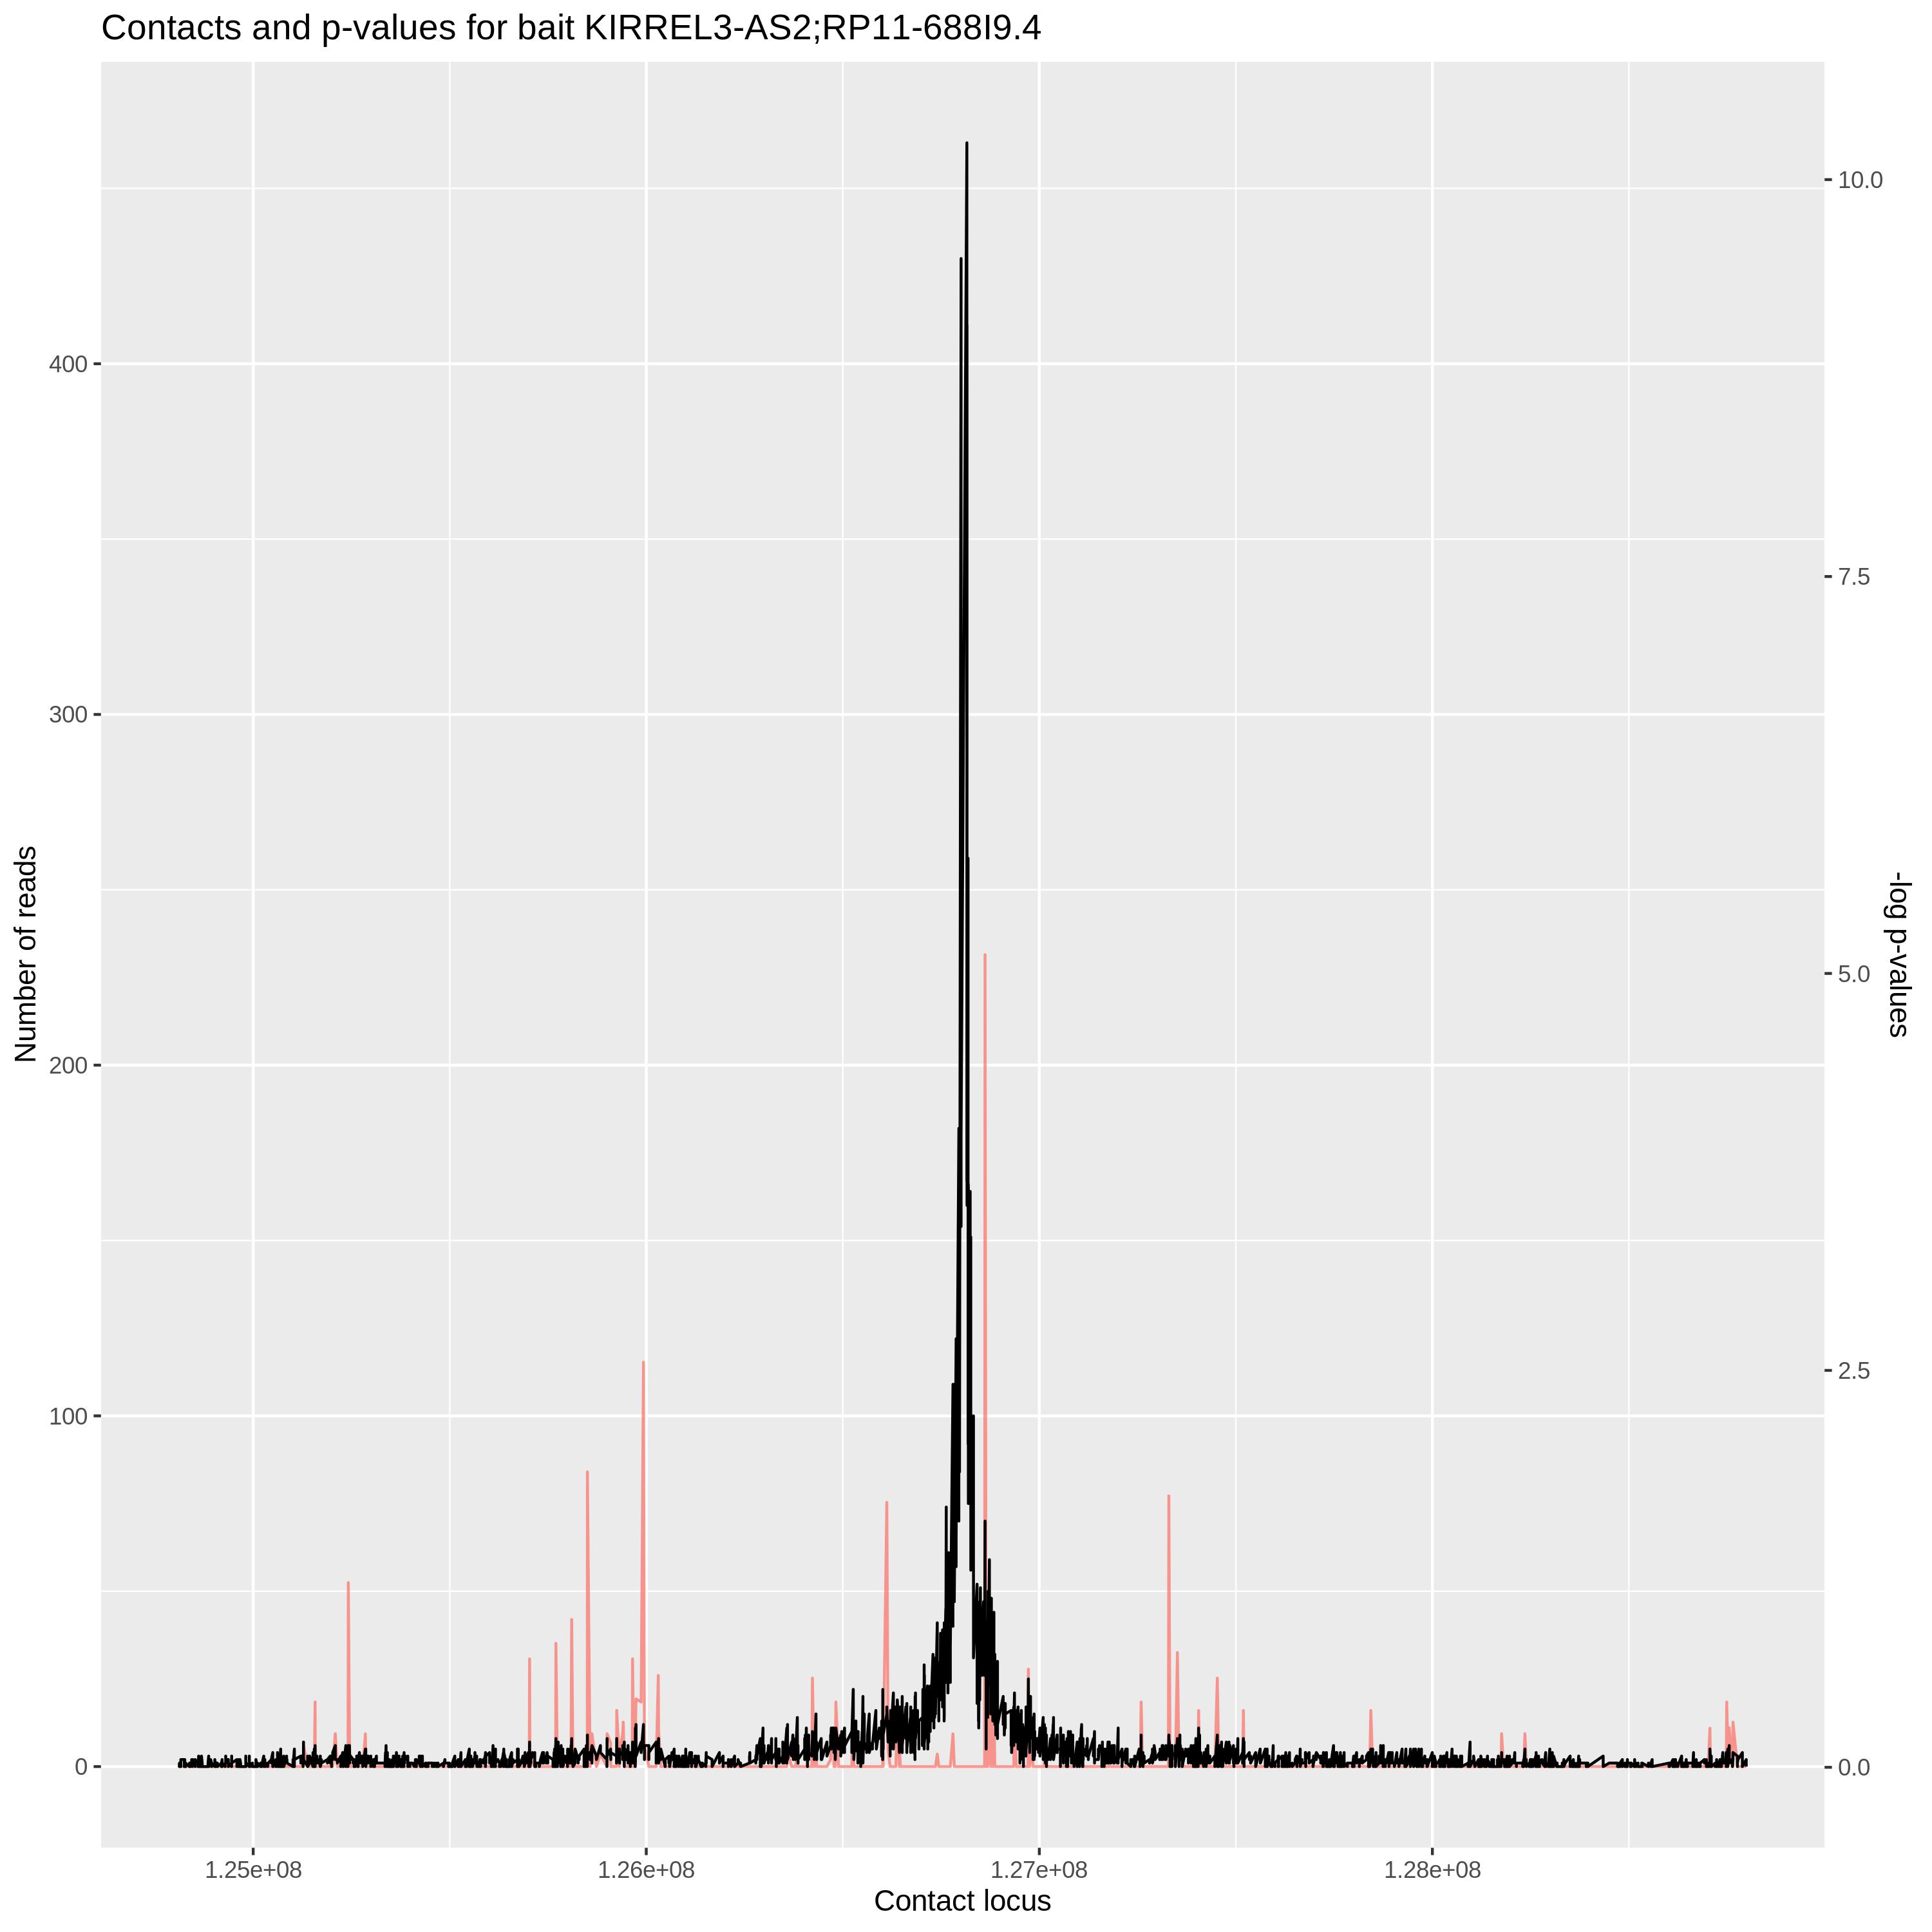 Contacts and p-values for bait KIRREL3-AS2;RP11-688I9.4
Number of reads
400
300
200
100
0
10.0
7.5
5.0
2.5
0.0
-log p-values
1.25e+08
1.26e+08
1.27e+08
1.28e+08
Contact locus